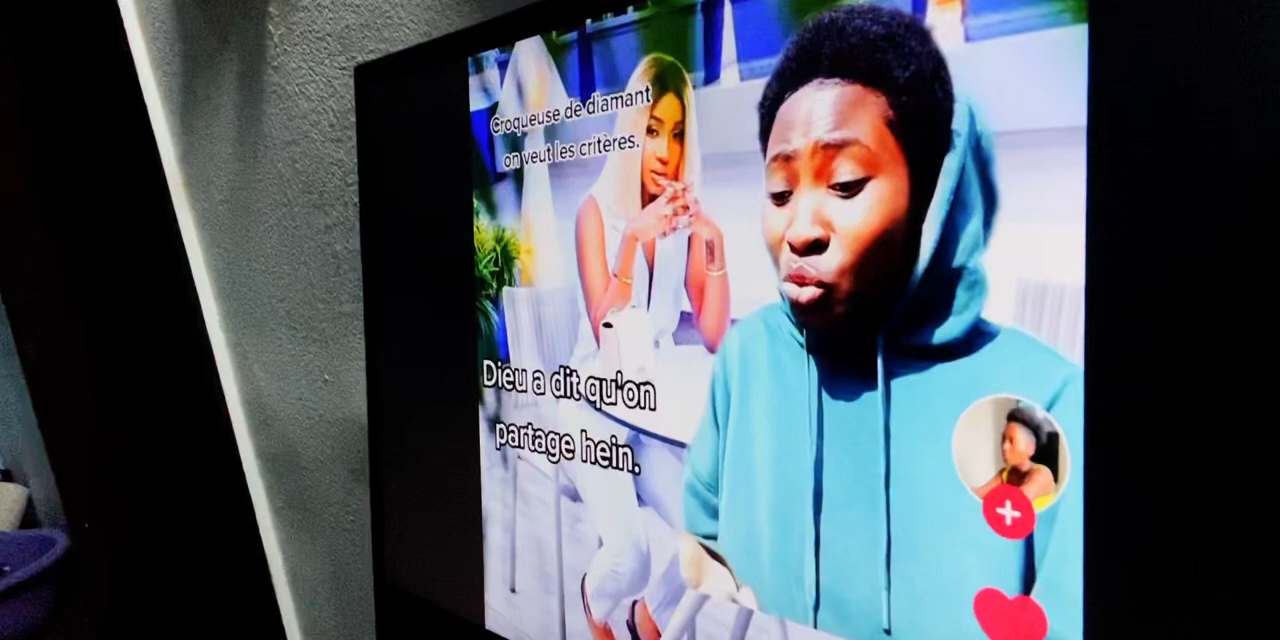 Croqueuse de diamant
on veut les critères.
Dieu a dit qu'on
partage hein.